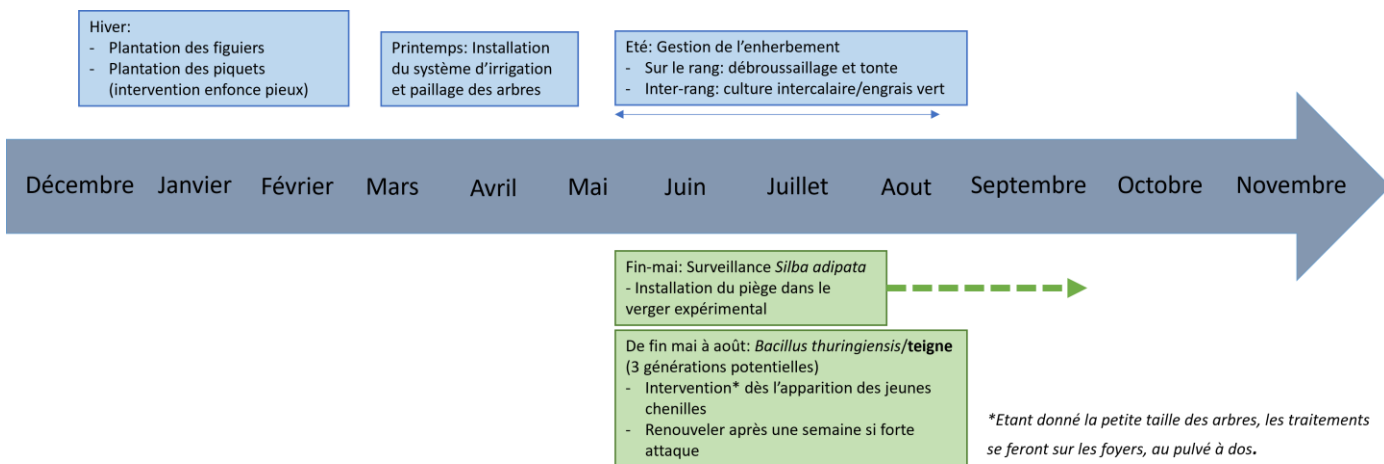 Hiver:
- Plantation des figuiers
- Plantation des piquets
(intervention enfonce pieux)
Printemps: Installation
du système d'irrigation
et paillage des arbres
Eté: Gestion de l'enherbement
- Sur le rang: débroussaillage et tonte
- Inter-rang: culture intercalaire/engrais vert
Décembre Janvier Février Mars Avril Mai Juin Juillet Aout Septembre Octobre Novembre
Fin-mai: Surveillance Silba adipata
- Installation du piège dans le
verger expérimental
De fin mai à août: Bacillus thuringiensis/teigne
(3 générations potentielles)
- Intervention* dès l'apparition des jeunes
chenilles
- Renouveler après une semaine si forte
attaque
*Etant donné la petite taille des arbres, les traitements
se feront sur les foyers, au pulvé à dos.